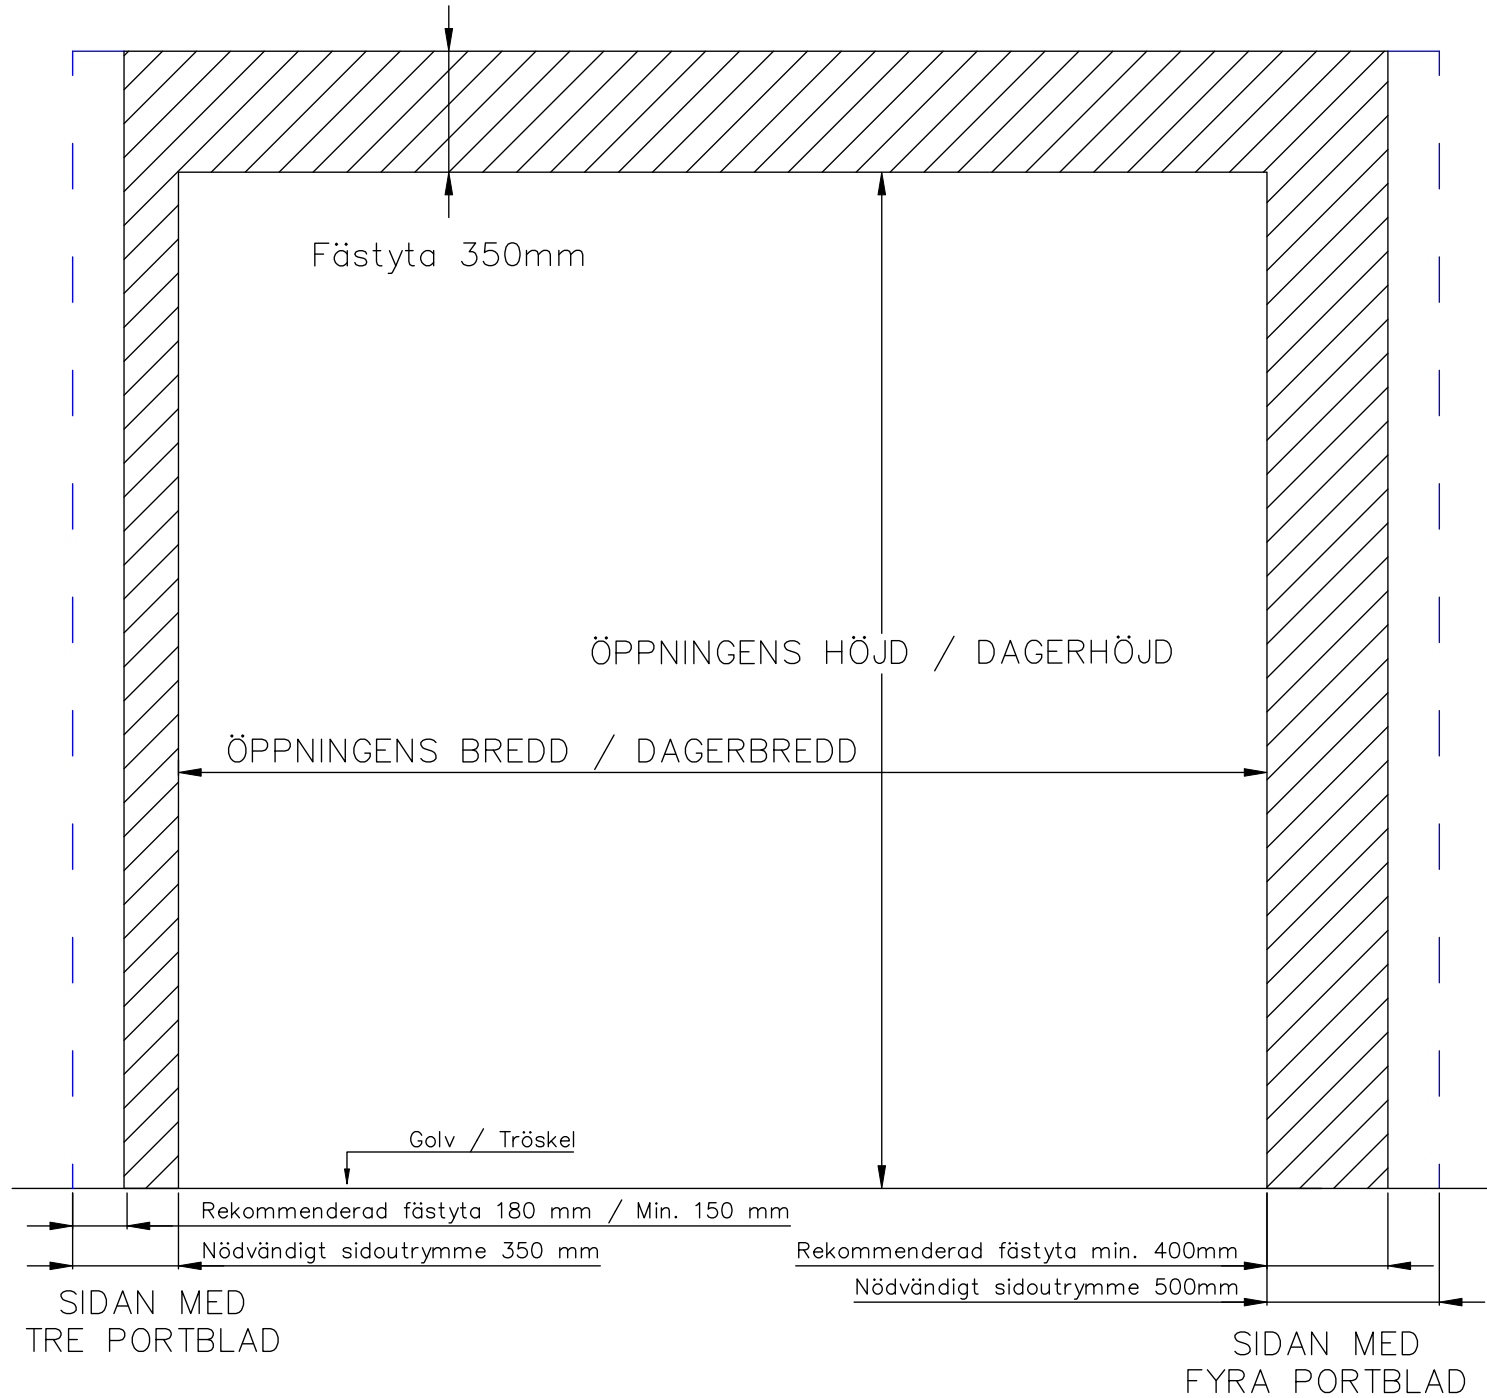 Fästyta 350mm
ÖPPNINGENS HÖJD / DAGERHÖJD
ÖPPNINGENS BREDD / DAGERBREDD
Golv / Tröskel
Rekommenderad fästyta 180 mm / Min. 150 mm
Nödvändigt sidoutrymme 350 mm
Rekommenderad fästyta min. 400mm
Nödvändigt sidoutrymme 500mm
SIDAN MED
TRE PORTBLAD
SIDAN MED
FYRA PORTBLAD